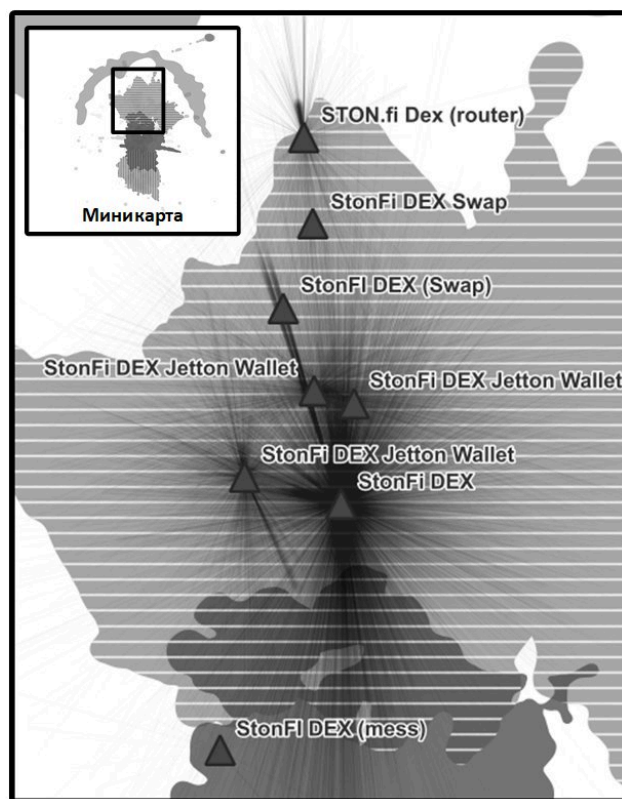 STON.fi Dex (router)
StonFi DEX Swap
Миникарта
StonFI DEX (Swap)
StonFi DEX Jetton Wallet
StonFi DEX Jetton Wallet
StonFi DEX Jetton Wallet
StonFi DEX
StonFI DEX (mess)